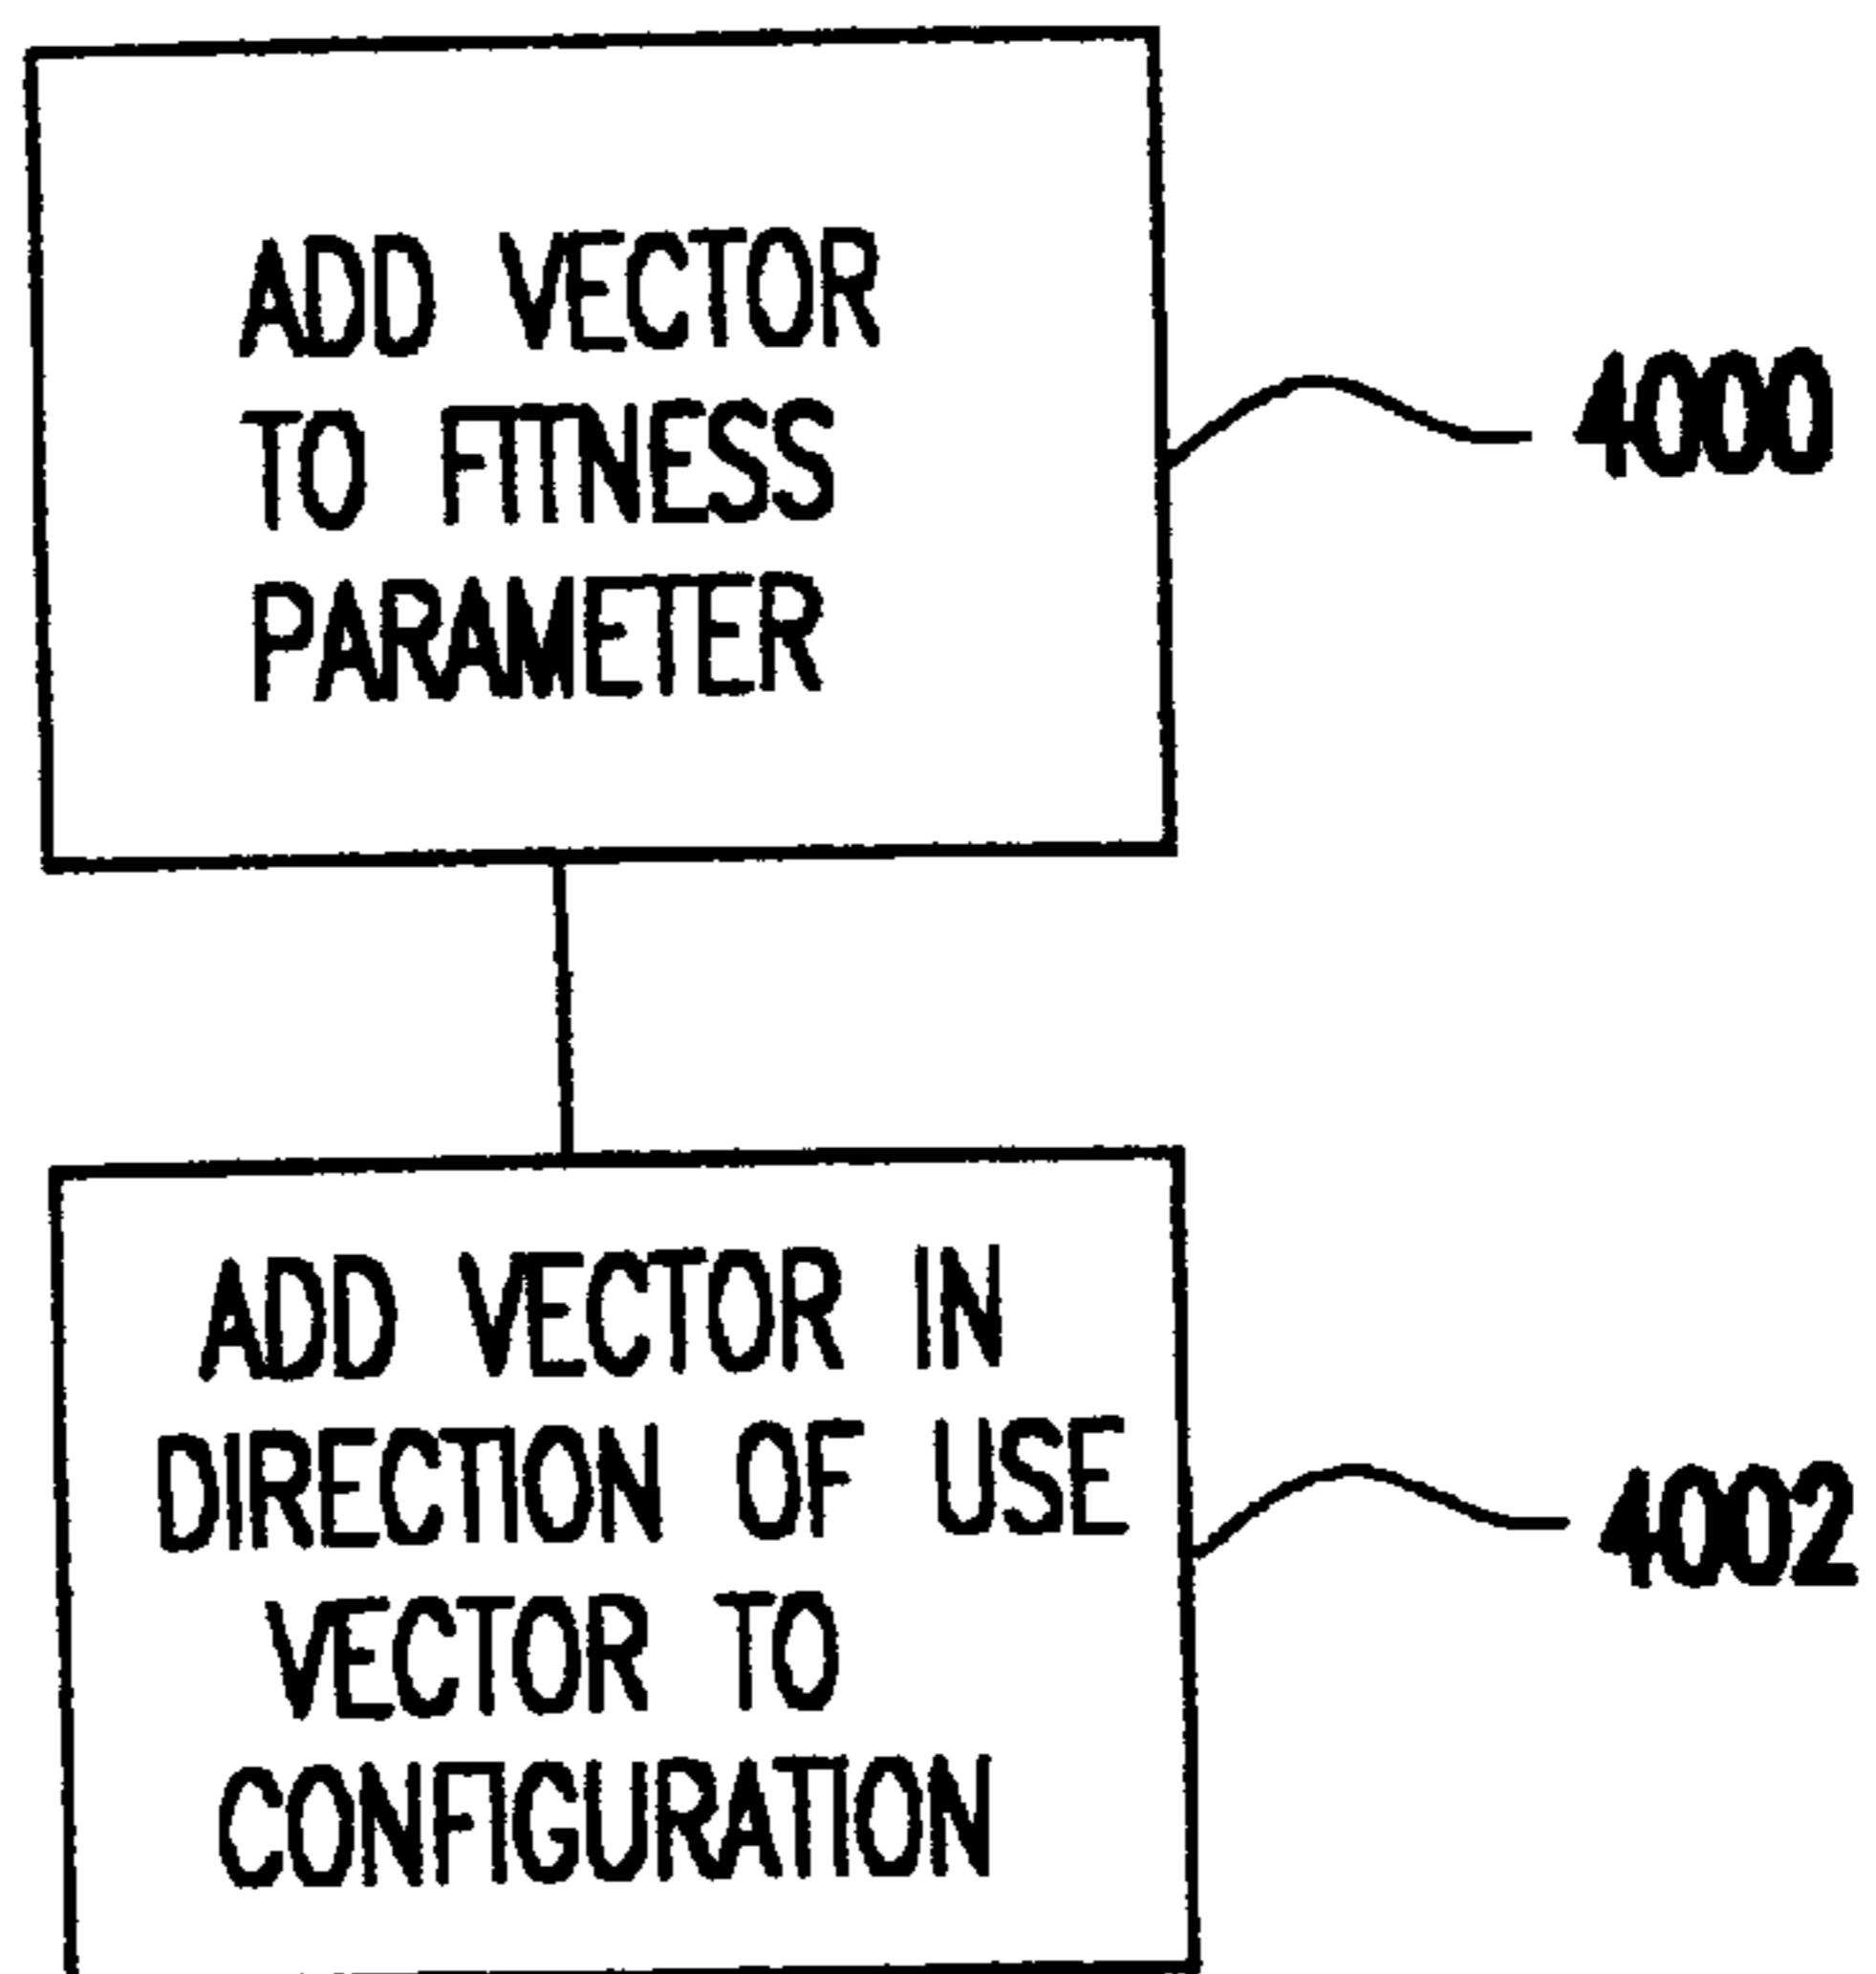 ADD VECTOR
TO FITNESS
PARAMETER
4000
ADD VECTOR IN
DIRECTION OF USE
VECTOR TO
CONFIGURATION
4002